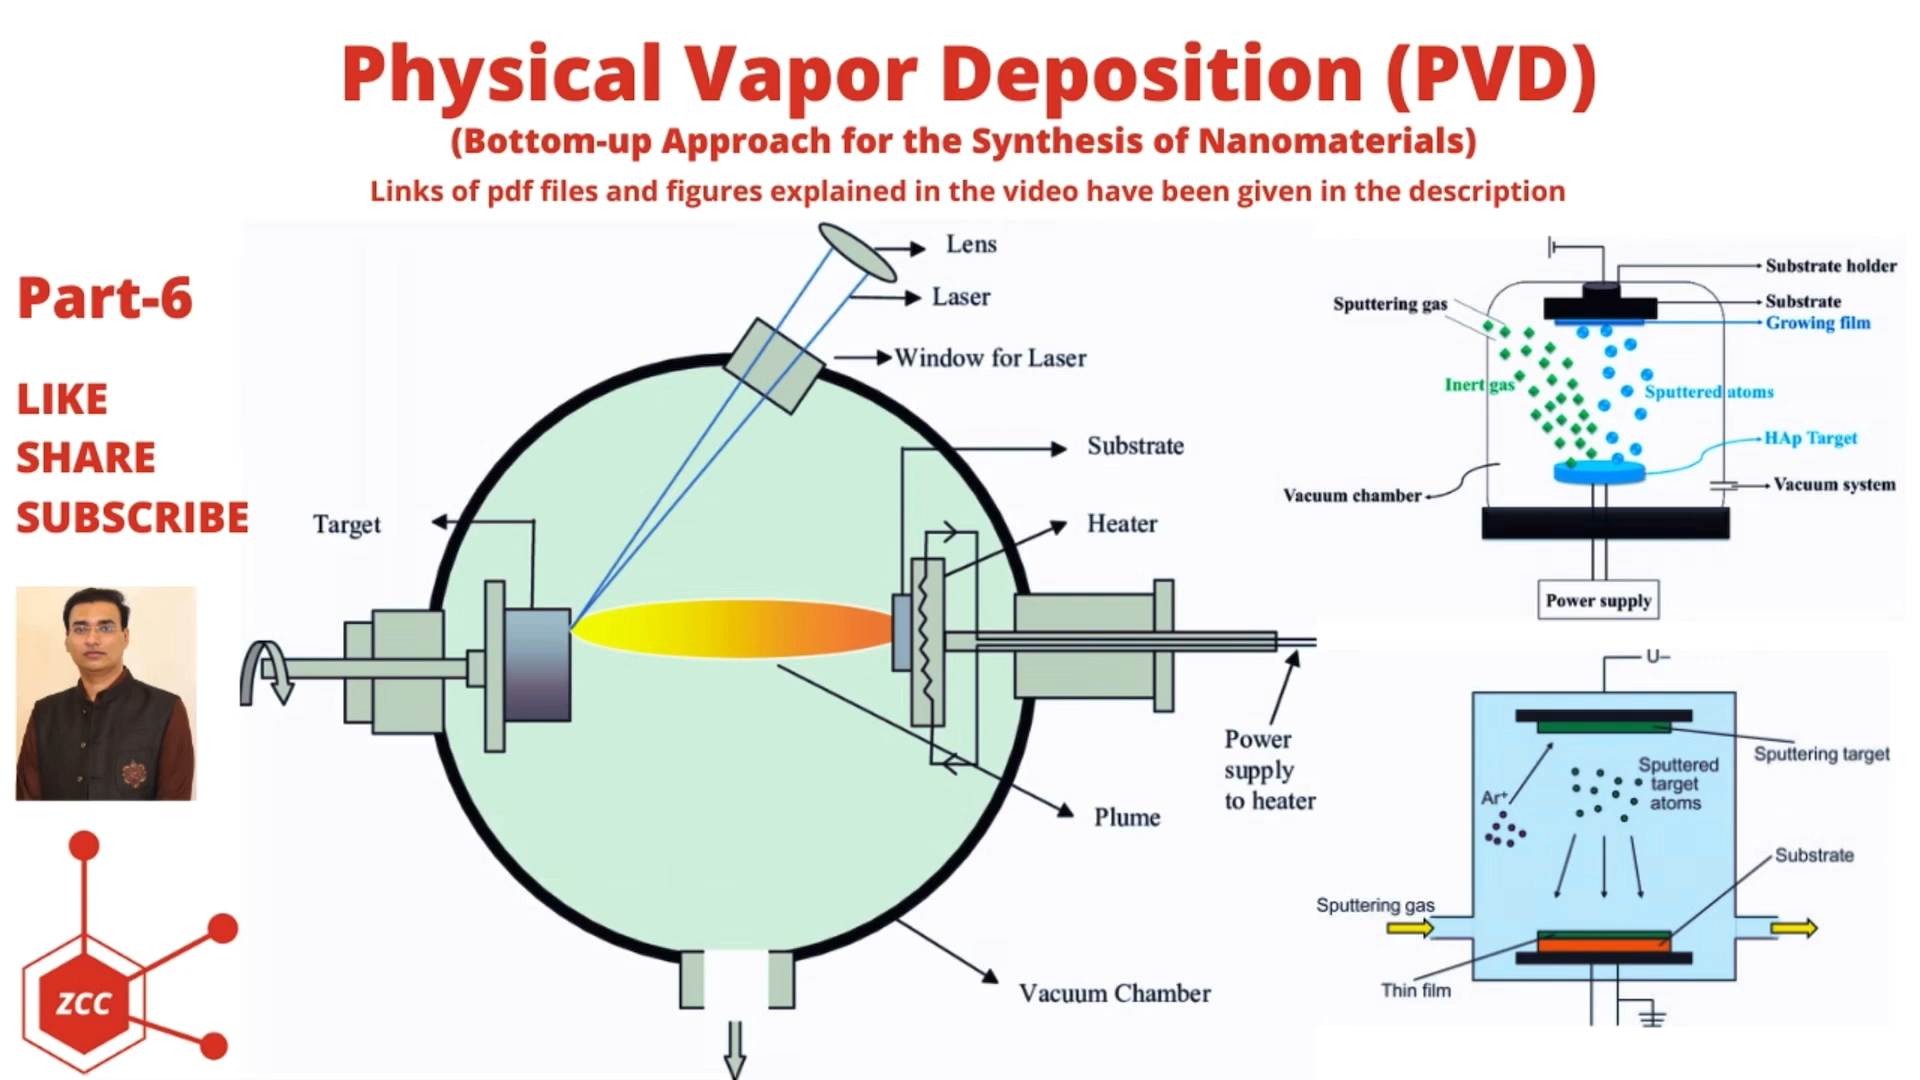 Physical Vapor Deposition (PVD)
(Bottom-up Approach for the Synthesis of Nanomaterials)
Links of pdf files and figures explained in the video have been given in the description
Part-6
LIKE
SHARE
SUBSCRIBE
ZCC
Lens
Laser
Window for Laser
Substrate
Heater
Target
Power
supply
to heater
Plume
Vacuum Chamber
Substrate holder
Sputtering gas
Substrate
Growing film
Inert gas
Sputtered atoms
HAp Target
Vacuum chamber
Vacuum system
Power supply
U–
Sputtering target
Sputtered
target
atoms
Ar+
Substrate
Sputtering gas
Thin film